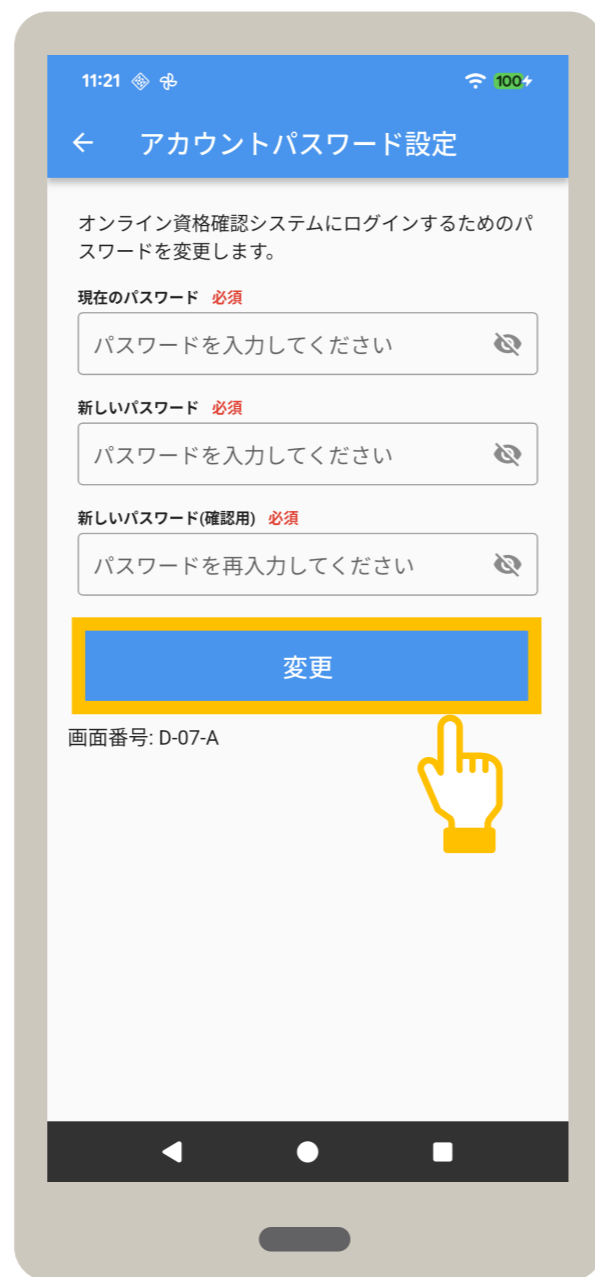 11:21
100
アカウントパスワード設定
オンライン資格確認システムにログインするためのパ
スワードを変更します。
現在のパスワード 必須
パスワードを入力してください
新しいパスワード 必須
パスワードを入力してください
新しいパスワード(確認用) 必須
パスワードを再入力してください
変更
画面番号: D-07-A